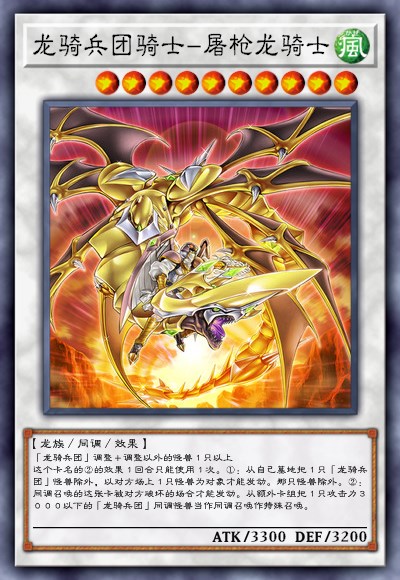 龙骑兵团骑士-屠枪龙骑士
風
【龙族／同调／效果】
「龙骑兵团」调整＋调整以外的怪兽1只以上
这个卡名的②的效果1回合只能使用1次。①：从自己墓地把1只「龙骑兵
团」怪兽除外，以对方场上1只怪兽为对象才能发动。那只怪兽除外。②：
同调召唤的这张卡被对方破坏的场合才能发动。从额外卡组把1只攻击力3
000以下的「龙骑兵团」同调怪兽当作同调召唤作特殊召唤。
ATK/3300 DEF/3200